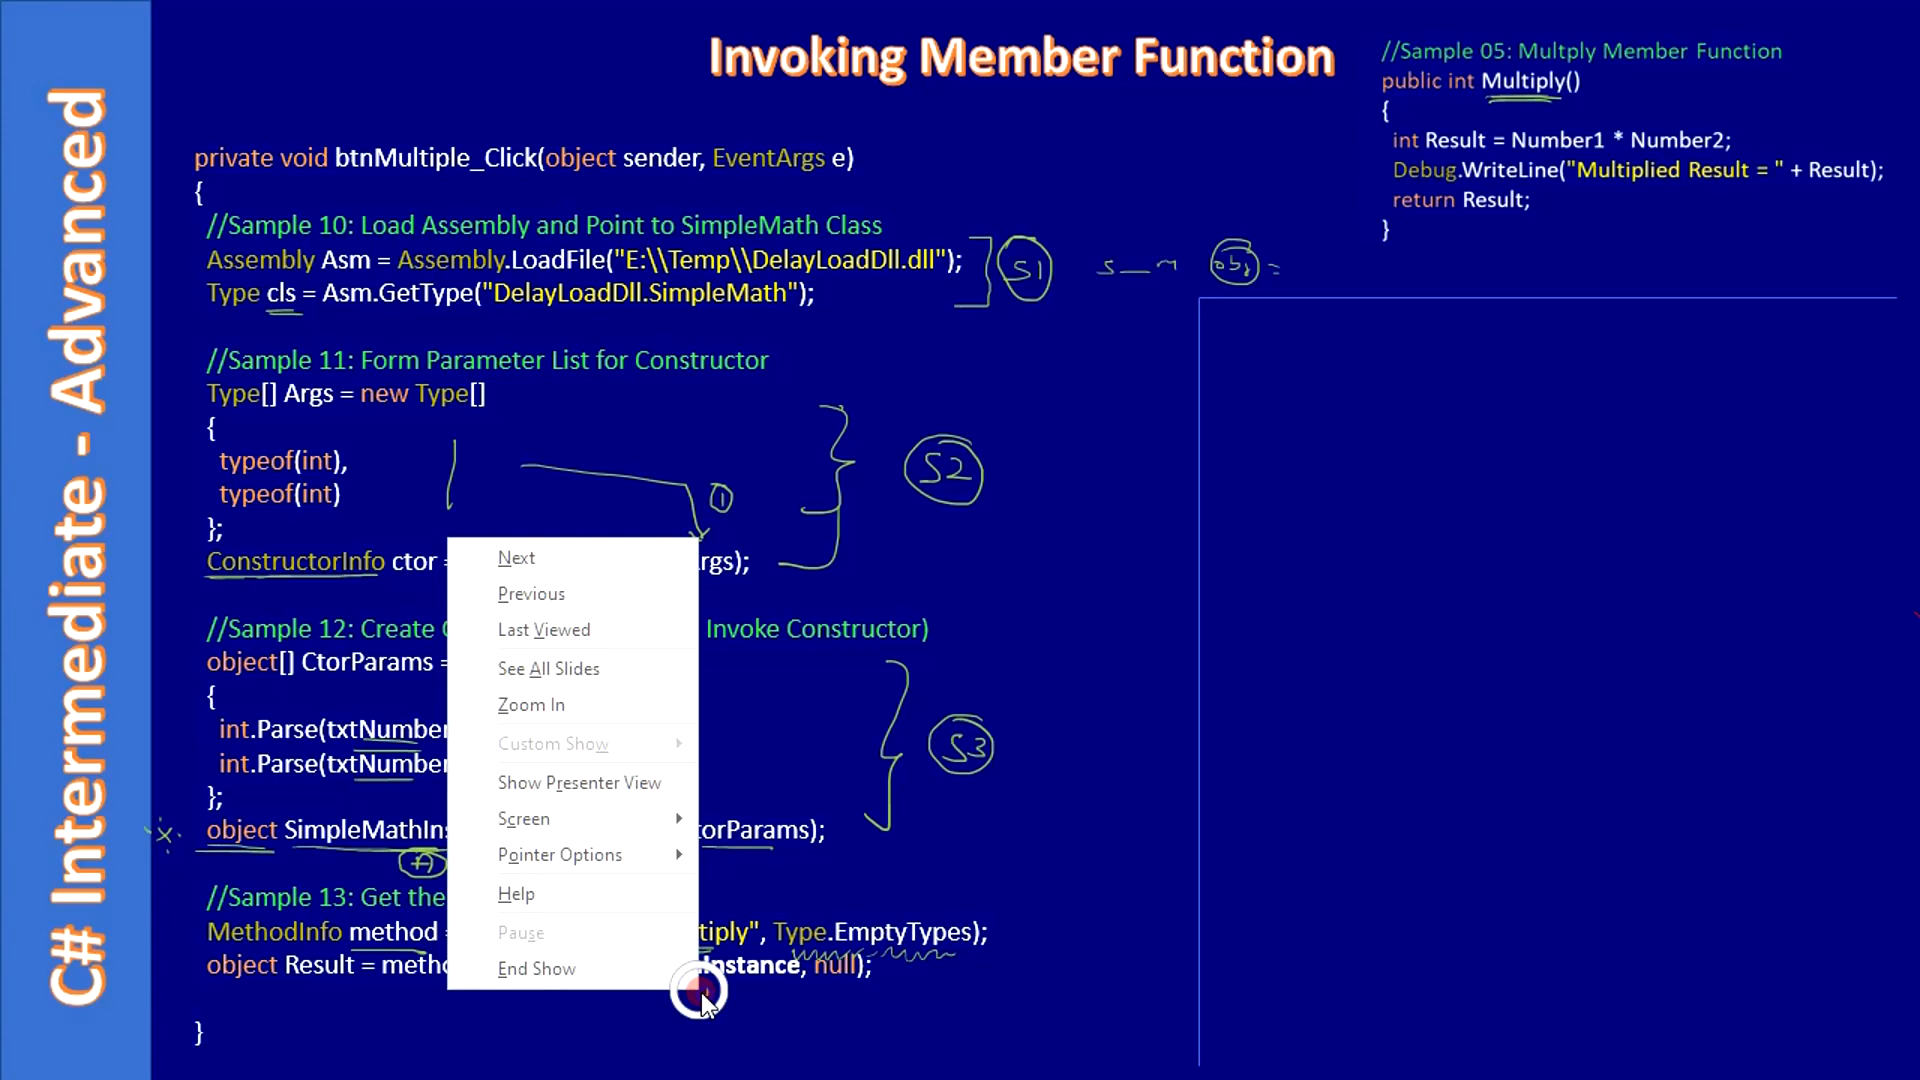 C# Intermediate - Advanced
Invoking Member Function
//Sample 05: Multply Member Function
public int Multiply()
{
int Result = Number1 * Number2;
Debug.WriteLine("Multiplied Result = " + Result);
return Result;
}
private void btnMultiple_Click(object sender, EventArgs e)
{
//Sample 10: Load Assembly and Point to SimpleMath Class
Assembly Asm = Assembly.LoadFile("E:\\Temp\\DelayLoadDll.dll");
Type cls = Asm.GetType("DelayLoadDll.SimpleMath");
S1
obj =
//Sample 11: Form Parameter List for Constructor
Type[] Args = new Type[]
{
typeof(int),
typeof(int)
};
1
S2
ConstructorInfo ctor = rgs);
//Sample 12: Create Invoke Constructor)
object[] CtorParams =
{
int.Parse(txtNumber
int.Parse(txtNumber
};
S3
object SimpleMathIns torParams);
//Sample 13: Get the
MethodInfo method = tiply", Type.EmptyTypes);
object Result = metho Instance, null);
}
Next
Previous
Last Viewed
See All Slides
Zoom In
Custom Show
Show Presenter View
Screen
Pointer Options
Help
Pause
End Show